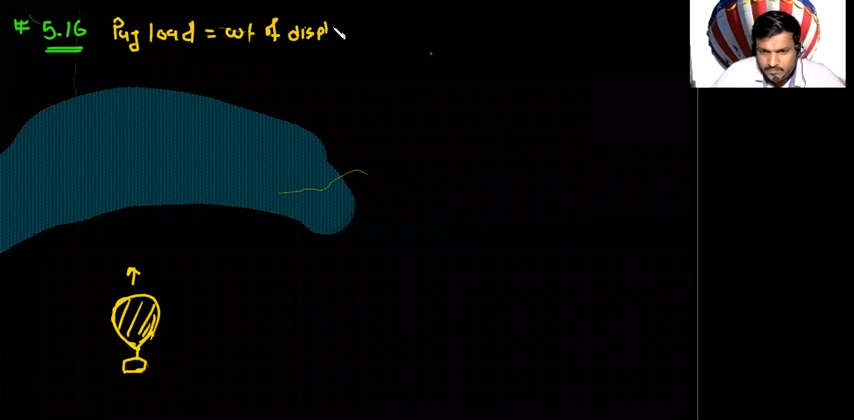 # 5.16 Pay load = wt of displ